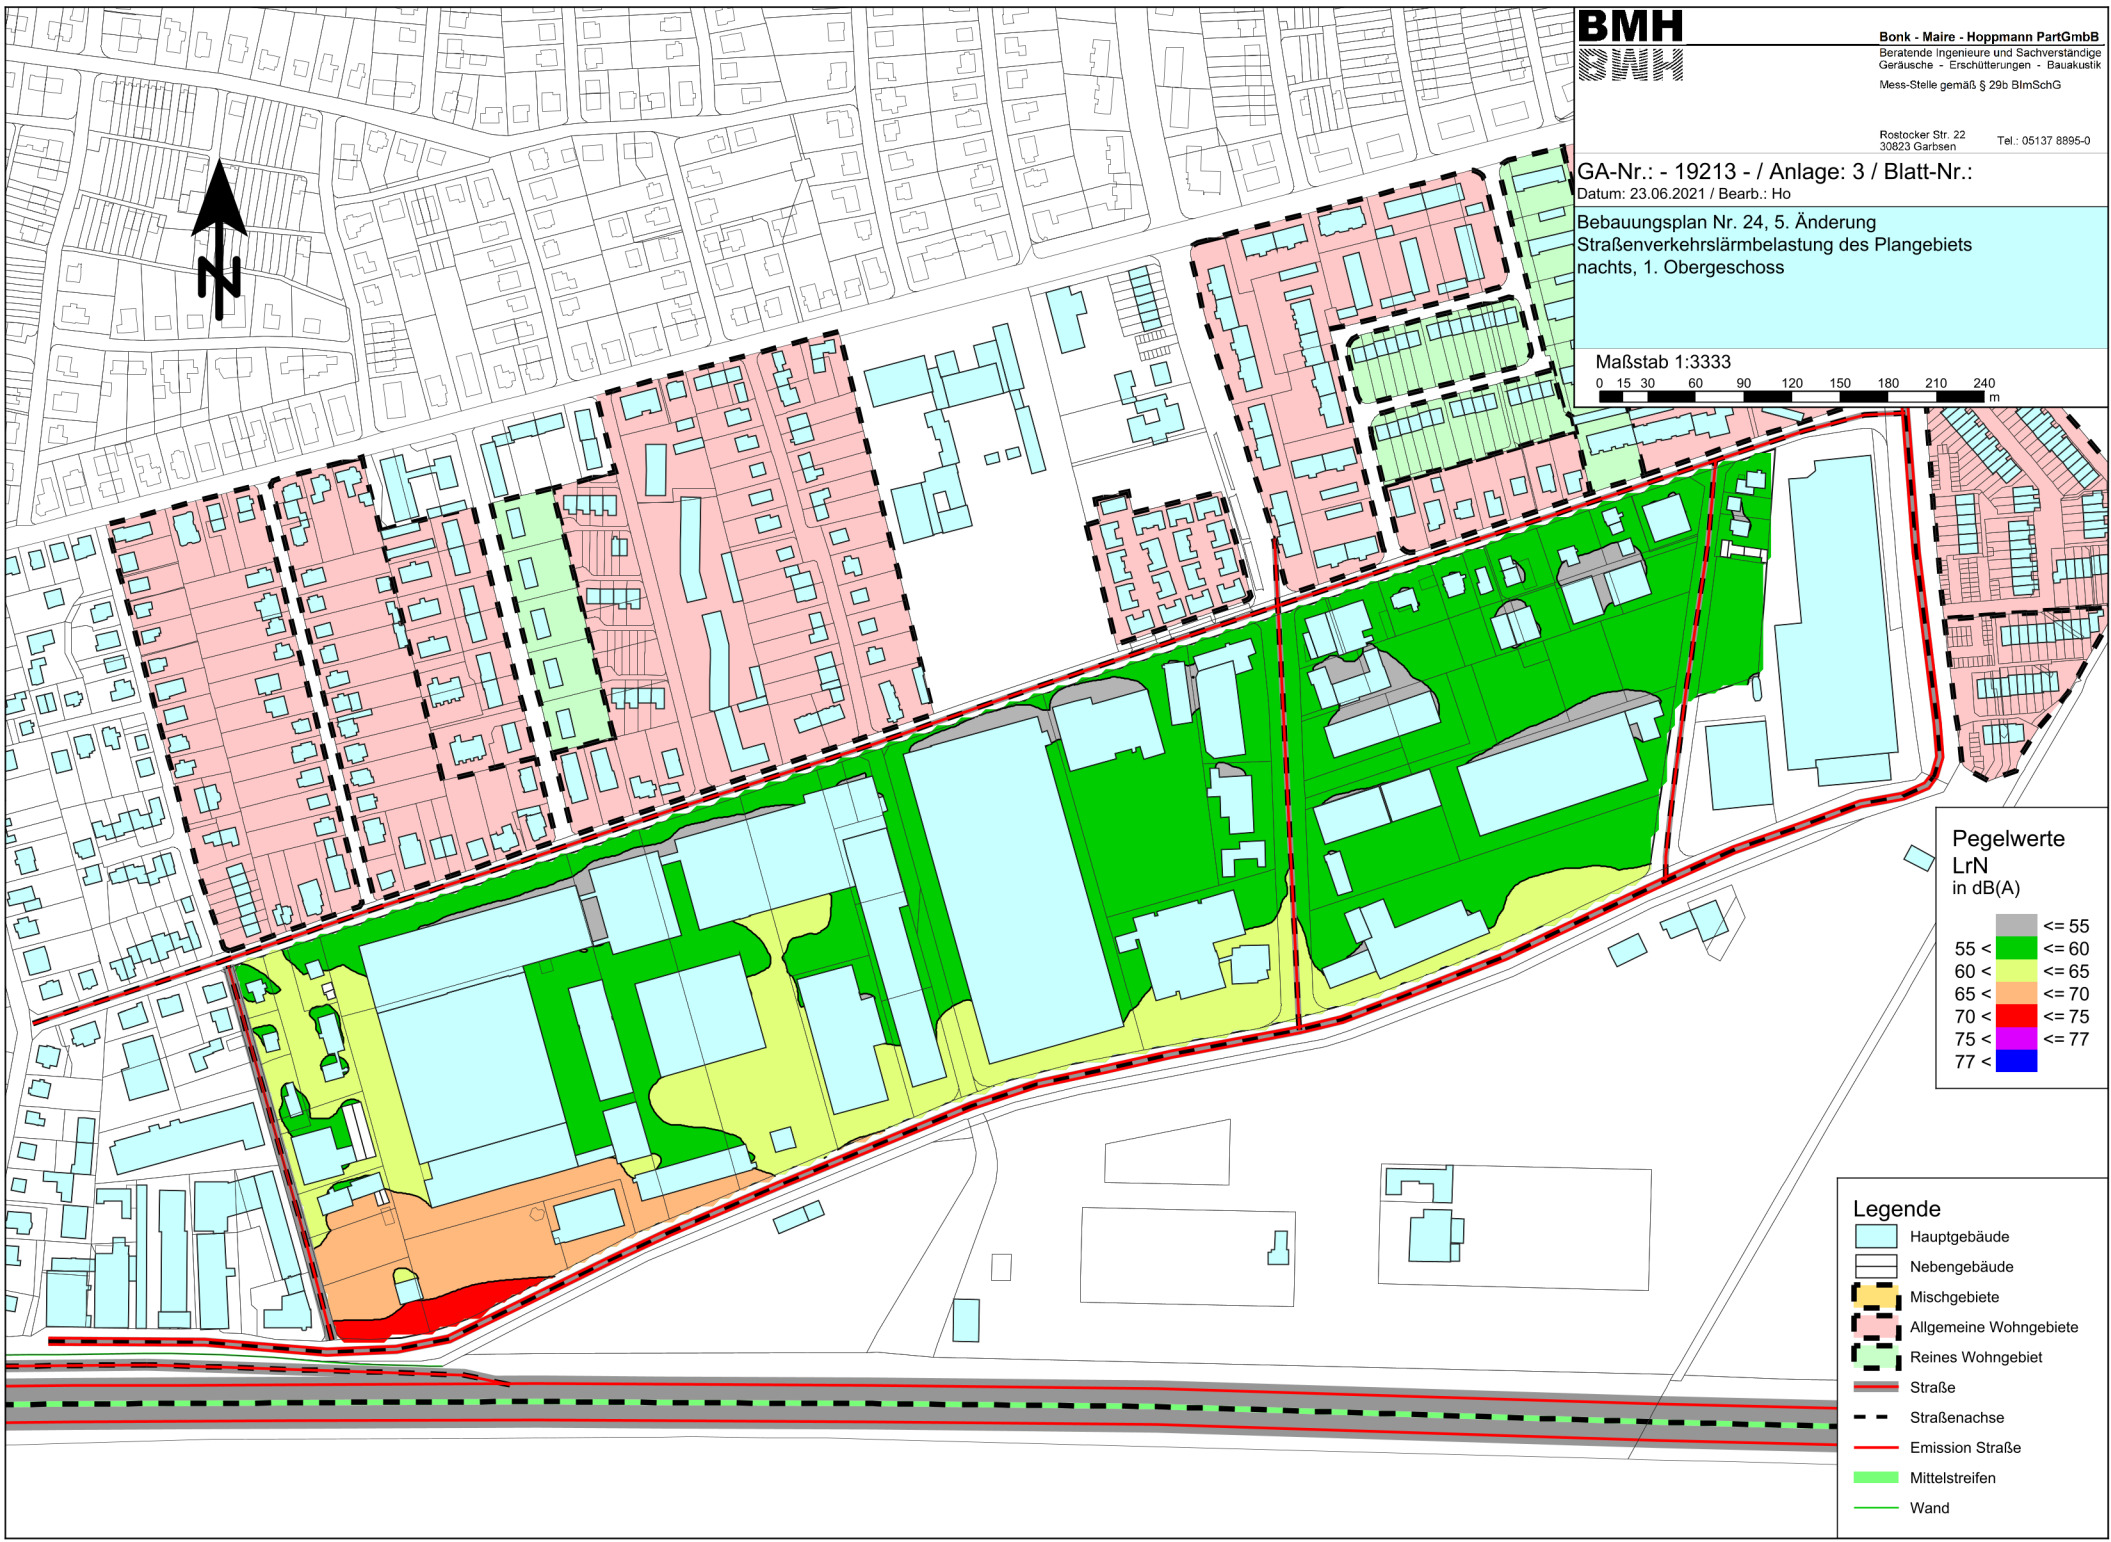 BMH
BMH
Bonk - Maire - Hoppmann PartGmbB
Beratende Ingenieure und Sachverständige
Geräusche - Erschütterungen - Bauakustik
Mess-Stelle gemäß § 29b BImSchG
Rostocker Str. 22
30823 Garbsen
Tel.: 05137 8895-0
GA-Nr.: - 19213 - / Anlage: 3 / Blatt-Nr.:
Datum: 23.06.2021 / Bearb.: Ho
Bebauungsplan Nr. 24, 5. Änderung
Straßenverkehrslärmbelastung des Plangebiets
nachts, 1. Obergeschoss
Maßstab 1:3333
0 15 30 60 90 120 150 180 210 240
m
N
Pegelwerte
LrN
in dB(A)
<= 55
55 < <= 60
60 < <= 65
65 < <= 70
70 < <= 75
75 < <= 77
77 <
Legende
Hauptgebäude
Nebengebäude
Mischgebiete
Allgemeine Wohngebiete
Reines Wohngebiet
Straße
Straßenachse
Emission Straße
Mittelstreifen
Wand